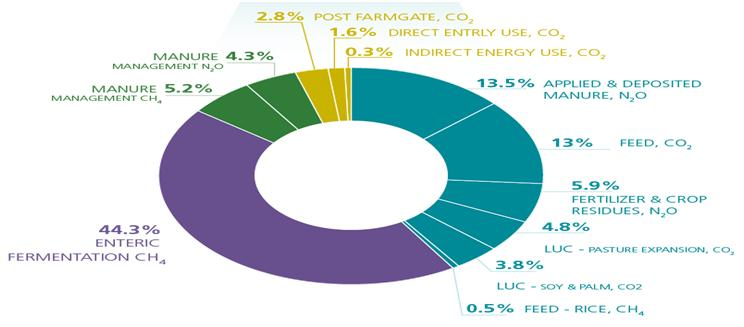 2.8% POST FARMGATE, CO₂
1.6% DIRECT ENTRLY USE, CO₂
0.3% INDIRECT ENERGY USE, CO₂
MANURE 4.3%
MANAGEMENT N₂O
MANURE 5.2%
MANAGEMENT CH₄
13.5% APPLIED & DEPOSITED
MANURE, N₂O
13% FEED, CO₂
5.9%
FERTILIZER & CROP
RESIDUES, N₂O
4.8%
LUC – PASTURE EXPANSION, CO₂
3.8%
LUC – SOY & PALM, CO2
0.5% FEED - RICE, CH₄
44.3%
ENTERIC
FERMENTATION CH₄